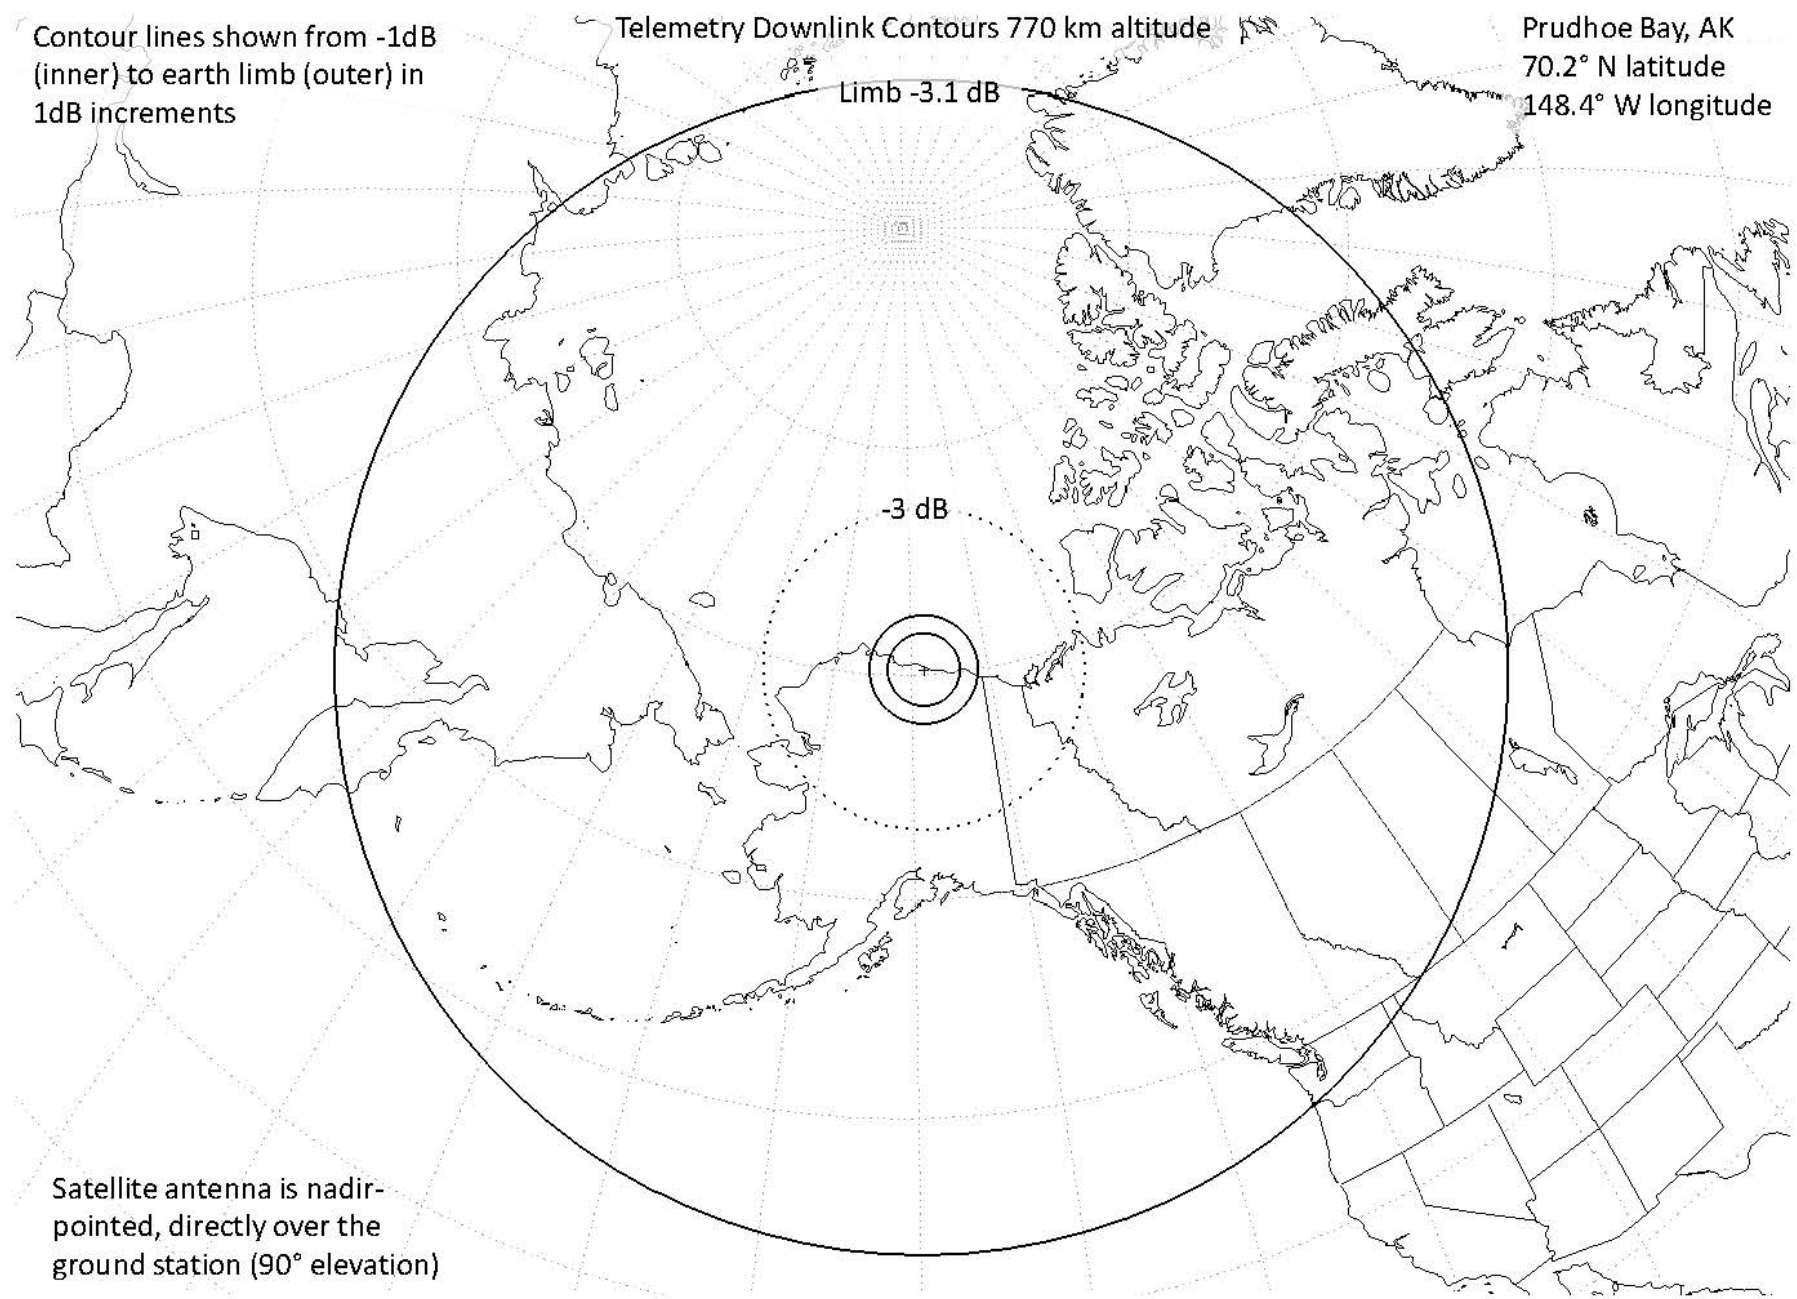 Contour lines shown from -1dB
(inner) to earth limb (outer) in
1dB increments
Telemetry Downlink Contours 770 km altitude
Prudhoe Bay, AK
70.2° N latitude
148.4° W longitude
Limb -3.1 dB
-3 dB
Satellite antenna is nadir-
pointed, directly over the
ground station (90° elevation)